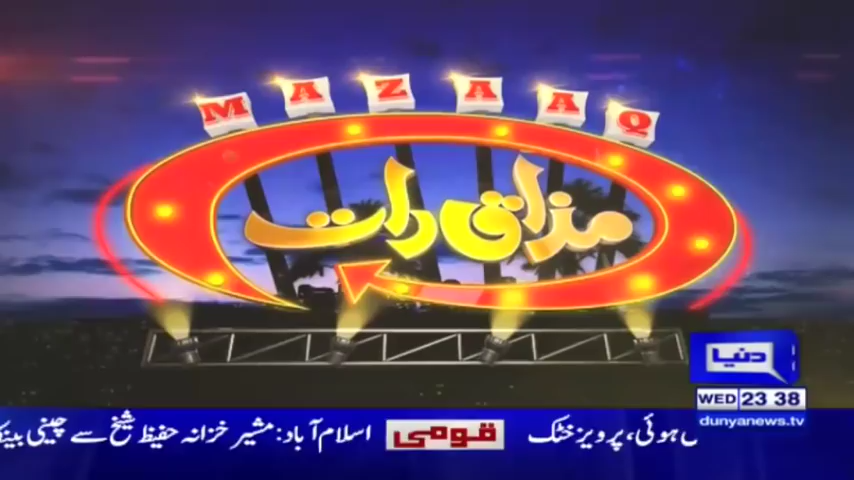 MAZAAQ
مذاق رات
دنیا
WED 23 38
dunyanews.tv
ہوئی، پرویز خٹک قومی اسلام آباد: مشیر خزانہ حفیظ شیخ سے چینی